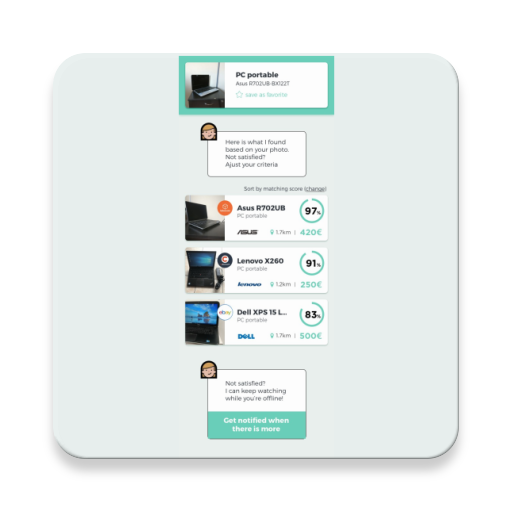 PC portable
Asus R702UB-BX122T
save as favorite
Here is what I found
based on your photo.
Not satisfied?
Ajust your criteria
Sort by matching score (change)
Asus R702UB
PC portable
97%
ASUS
1.7km | 420€
Lenovo X260
PC portable
91%
lenovo
1.2km | 250€
ebay
Dell XPS 15 L...
PC portable
83%
DELL
1.7km | 500€
Not satisfied?
I can keep watching
while you're offline!
Get notified when
there is more